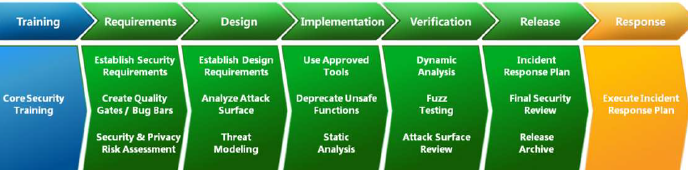 Training
Requirements
Design
Implementation
Verification
Release
Response
Core Security
Training
Establish Security
Requirements
Create Quality
Gates / Bug Bars
Security & Privacy
Risk Assessment
Establish Design
Requirements
Analyze Attack
Surface
Threat
Modeling
Use Approved
Tools
Deprecate Unsafe
Functions
Static
Analysis
Dynamic
Analysis
Fuzz
Testing
Attack Surface
Review
Incident
Response Plan
Final Security
Review
Release
Archive
Execute Incident
Response Plan